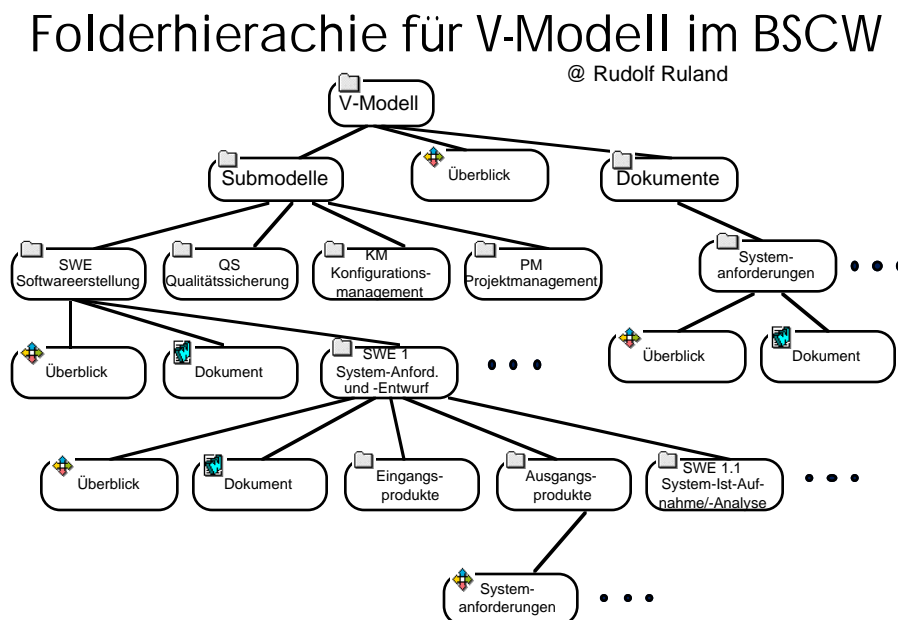 Folderhierachie für V-Modell im BSCW
@ Rudolf Ruland
V-Modell
Submodelle
Überblick
Dokumente
SWE
Softwareerstellung
QS
Qualitätssicherung
KM
Konfigurations-
management
PM
Projektmanagement
System-
anforderungen
Überblick
Dokument
SWE 1
System-Anford.
und -Entwurf
Überblick
Dokument
Überblick
Dokument
Eingangs-
produkte
Ausgangs-
produkte
SWE 1.1
System-Ist-Auf-
nahme/-Analyse
System-
anforderungen